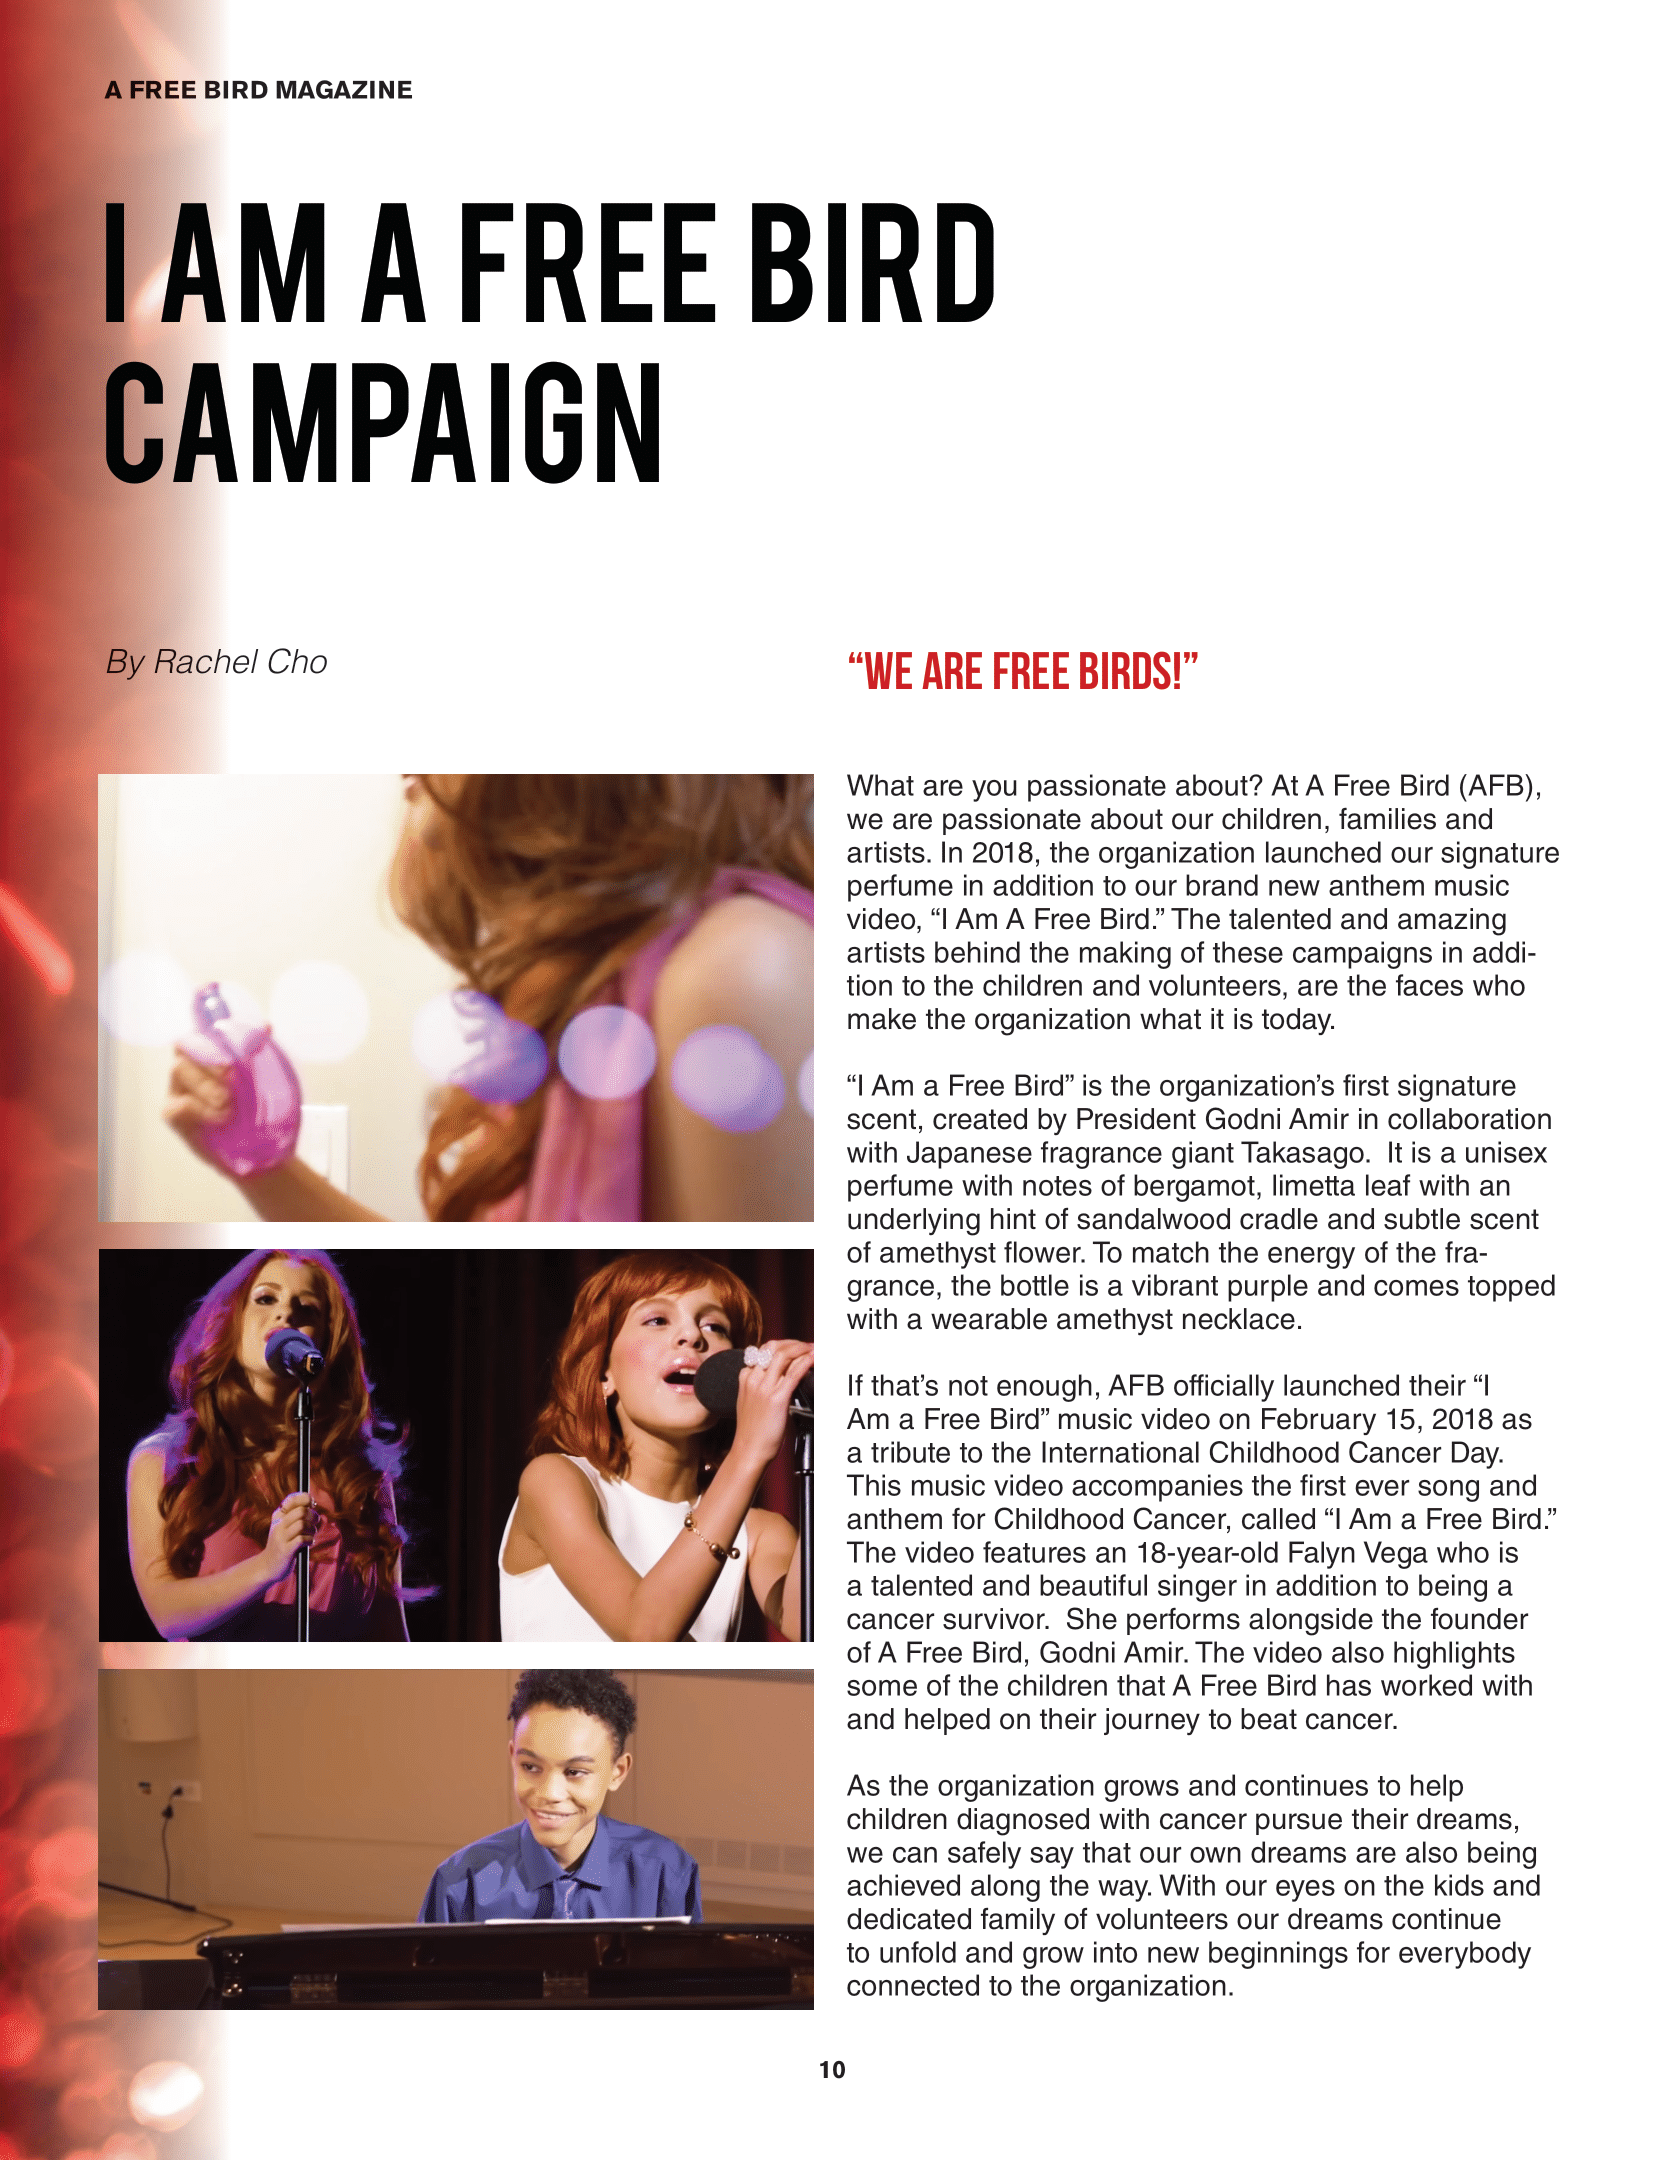 A FREE BIRD MAGAZINE
I AM A FREE BIRD
CAMPAIGN
By Rachel Cho
“WE ARE FREE BIRDS!”
What are you passionate about? At A Free Bird (AFB),
we are passionate about our children, families and
artists. In 2018, the organization launched our signature
perfume in addition to our brand new anthem music
video, “I Am A Free Bird.” The talented and amazing
artists behind the making of these campaigns in addi-
tion to the children and volunteers, are the faces who
make the organization what it is today.
“I Am a Free Bird” is the organization’s first signature
scent, created by President Godni Amir in collaboration
with Japanese fragrance giant Takasago.  It is a unisex
perfume with notes of bergamot, limetta leaf with an
underlying hint of sandalwood cradle and subtle scent
of amethyst flower. To match the energy of the fra-
grance, the bottle is a vibrant purple and comes topped
with a wearable amethyst necklace.
If that’s not enough, AFB officially launched their “I
Am a Free Bird” music video on February 15, 2018 as
a tribute to the International Childhood Cancer Day.
This music video accompanies the first ever song and
anthem for Childhood Cancer, called “I Am a Free Bird.”
The video features an 18-year-old Falyn Vega who is
a talented and beautiful singer in addition to being a
cancer survivor.  She performs alongside the founder
of A Free Bird, Godni Amir. The video also highlights
some of the children that A Free Bird has worked with
and helped on their journey to beat cancer.
As the organization grows and continues to help
children diagnosed with cancer pursue their dreams,
we can safely say that our own dreams are also being
achieved along the way. With our eyes on the kids and
dedicated family of volunteers our dreams continue
to unfold and grow into new beginnings for everybody
connected to the organization.
10